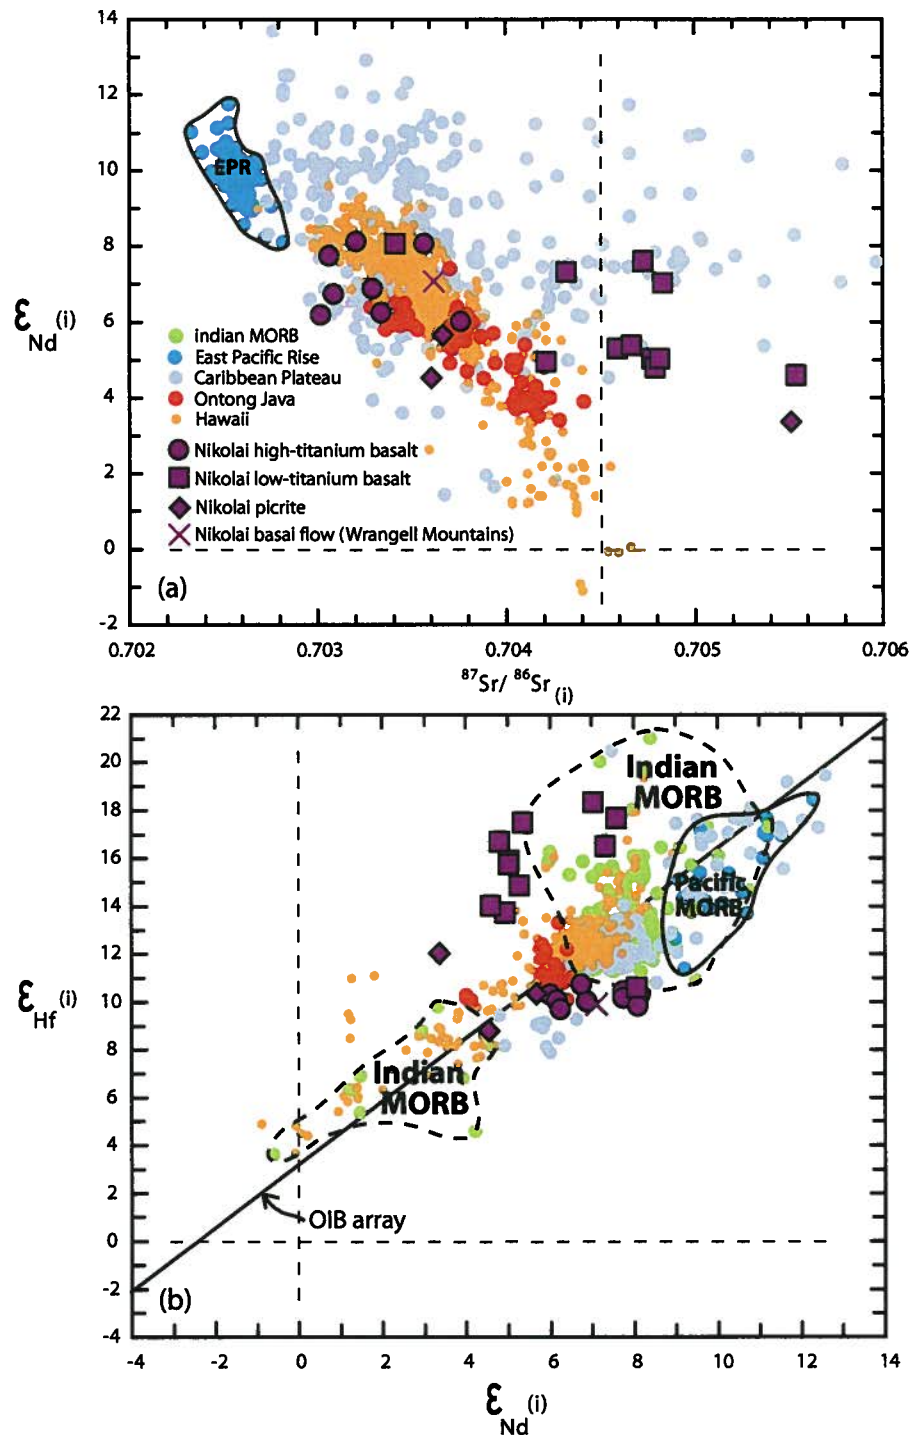 14
12
10
8
6
4
2
0
-2
EPR
εNd(i)
indian MORB
East Pacific Rise
Caribbean Plateau
Ontong Java
Hawaii
Nikolai high-titanium basalt
Nikolai low-titanium basalt
Nikolai picrite
Nikolai basal flow (Wrangell Mountains)
(a)
0.702 0.703 0.704 0.705 0.706
87Sr/ 86Sr (i)
22
20
18
16
14
12
10
8
6
4
2
0
-2
-4
εHf(i)
Indian
MORB
Pacific
MORB
Indian
MORB
OIB array
(b)
-4 -2 0 2 4 6 8 10 12 14
εNd(i)